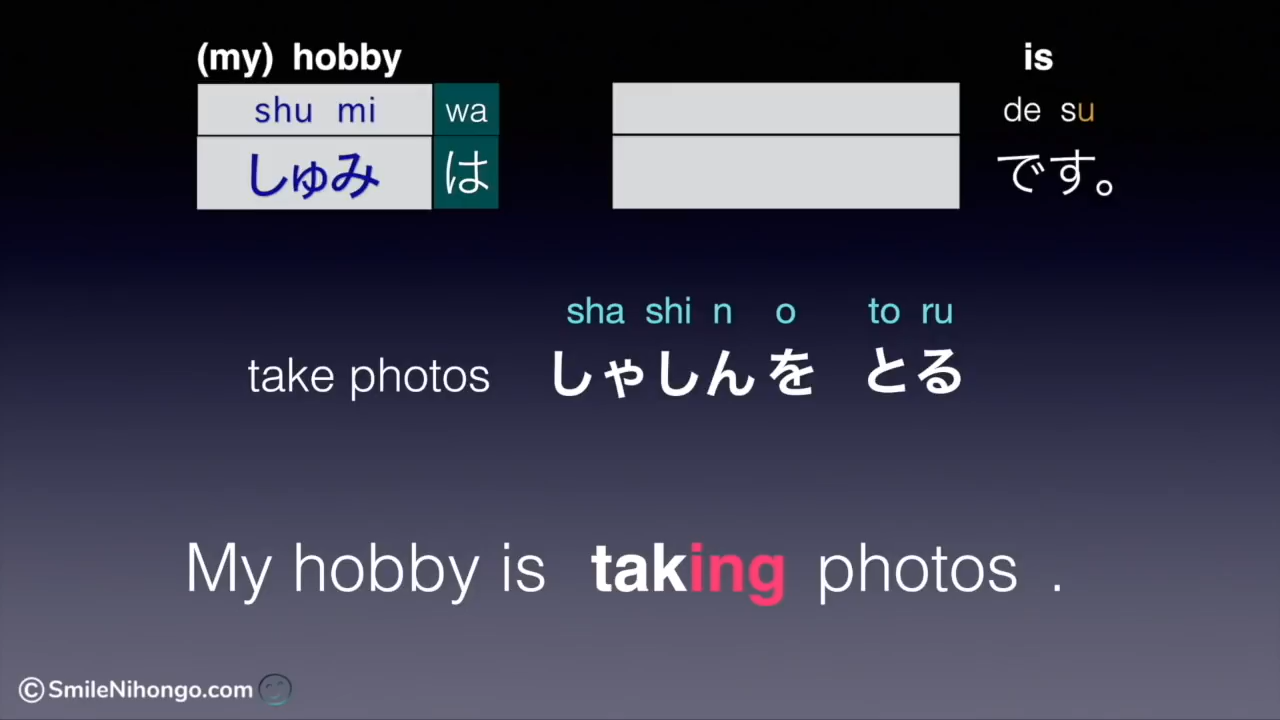 (my) hobby is
shu mi wa de su
しゅみ は です。
sha shi n o to ru
take photos しゃしんを とる
My hobby is taking photos .
©SmileNihongo.com